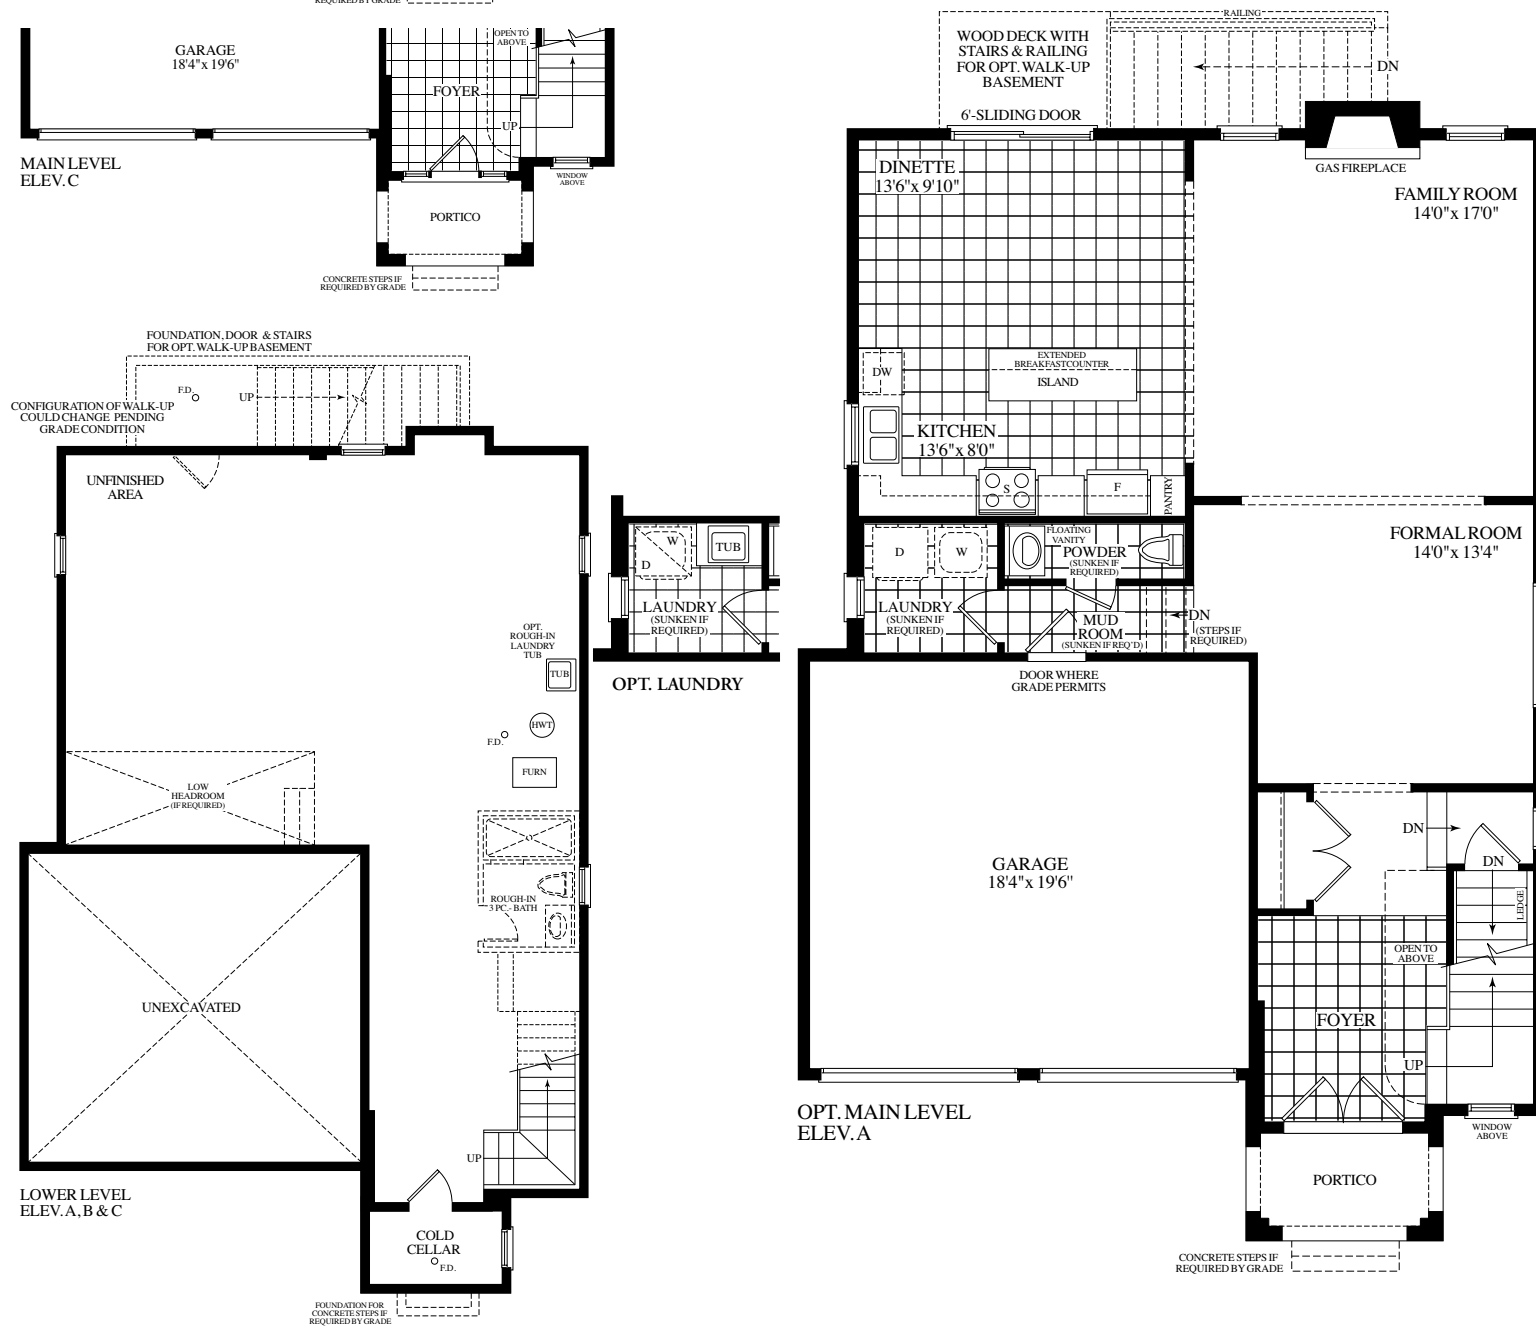 REQUIRED BY GRADE
GARAGE
18'4" x 19'6"
OPEN TO
ABOVE
FOYER
UP
MAIN LEVEL
ELEV. C
WINDOW
ABOVE
PORTICO
CONCRETE STEPS IF
REQUIRED BY GRADE
FOUNDATION, DOOR & STAIRS
FOR OPT. WALK-UP BASEMENT
F.D.
UP
CONFIGURATION OF WALK-UP
COULD CHANGE PENDING
GRADE CONDITION
UNFINISHED
AREA
OPT.
ROUGH-IN
LAUNDRY
TUB
TUB
HWT
F.D.
FURN
LOW
HEADROOM
(IF REQUIRED)
ROUGH-IN
3 PC. - BATH
UNEXCAVATED
UP
LOWER LEVEL
ELEV. A, B & C
COLD
CELLAR
F.D.
FOUNDATION FOR
CONCRETE STEPS IF
REQUIRED BY GRADE
W
D
TUB
LAUNDRY
(SUNKEN IF
REQUIRED)
OPT. LAUNDRY
RAILING
WOOD DECK WITH
STAIRS & RAILING
FOR OPT. WALK-UP
BASEMENT
DN
6'-SLIDING DOOR
DINETTE
13'6" x 9'10"
GAS FIREPLACE
FAMILY ROOM
14'0" x 17'0"
EXTENDED
BREAKFAST COUNTER
ISLAND
DW
KITCHEN
13'6" x 8'0"
S
F
PANTRY
FORMAL ROOM
14'0" x 13'4"
D
W
FLOATING
VANITY
POWDER
(SUNKEN IF
REQUIRED)
LAUNDRY
(SUNKEN IF
REQUIRED)
MUD
ROOM
(SUNKEN IF REQ'D)
DN
(STEPS IF
REQUIRED)
DOOR WHERE
GRADE PERMITS
GARAGE
18'4" x 19'6"
DN
DN
LEDGE
OPEN TO
ABOVE
FOYER
UP
OPT. MAIN LEVEL
ELEV. A
WINDOW
ABOVE
PORTICO
CONCRETE STEPS IF
REQUIRED BY GRADE